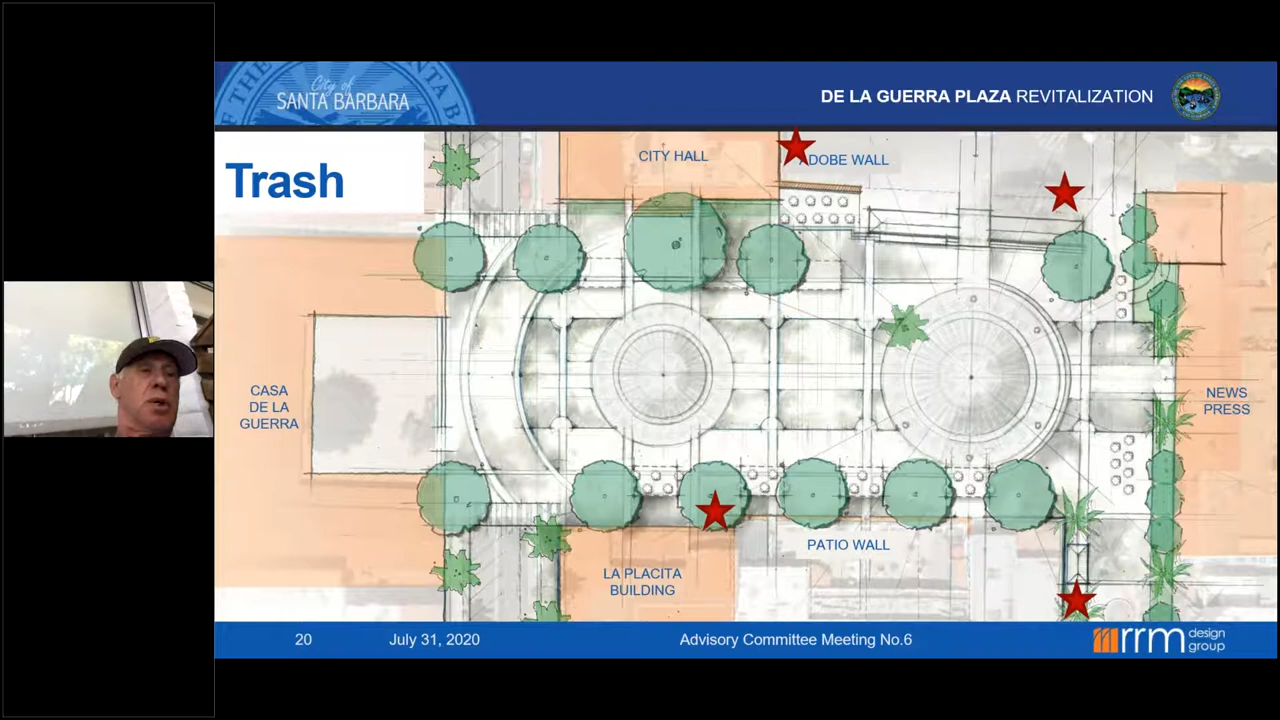 City of
SANTA BARBARA
DE LA GUERRA PLAZA REVITALIZATION
Trash
CITY HALL
DOBE WALL
CASA
DE LA
GUERRA
NEWS
PRESS
PATIO WALL
LA PLACITA
BUILDING
20
July 31, 2020
Advisory Committee Meeting No.6
rrm design
group